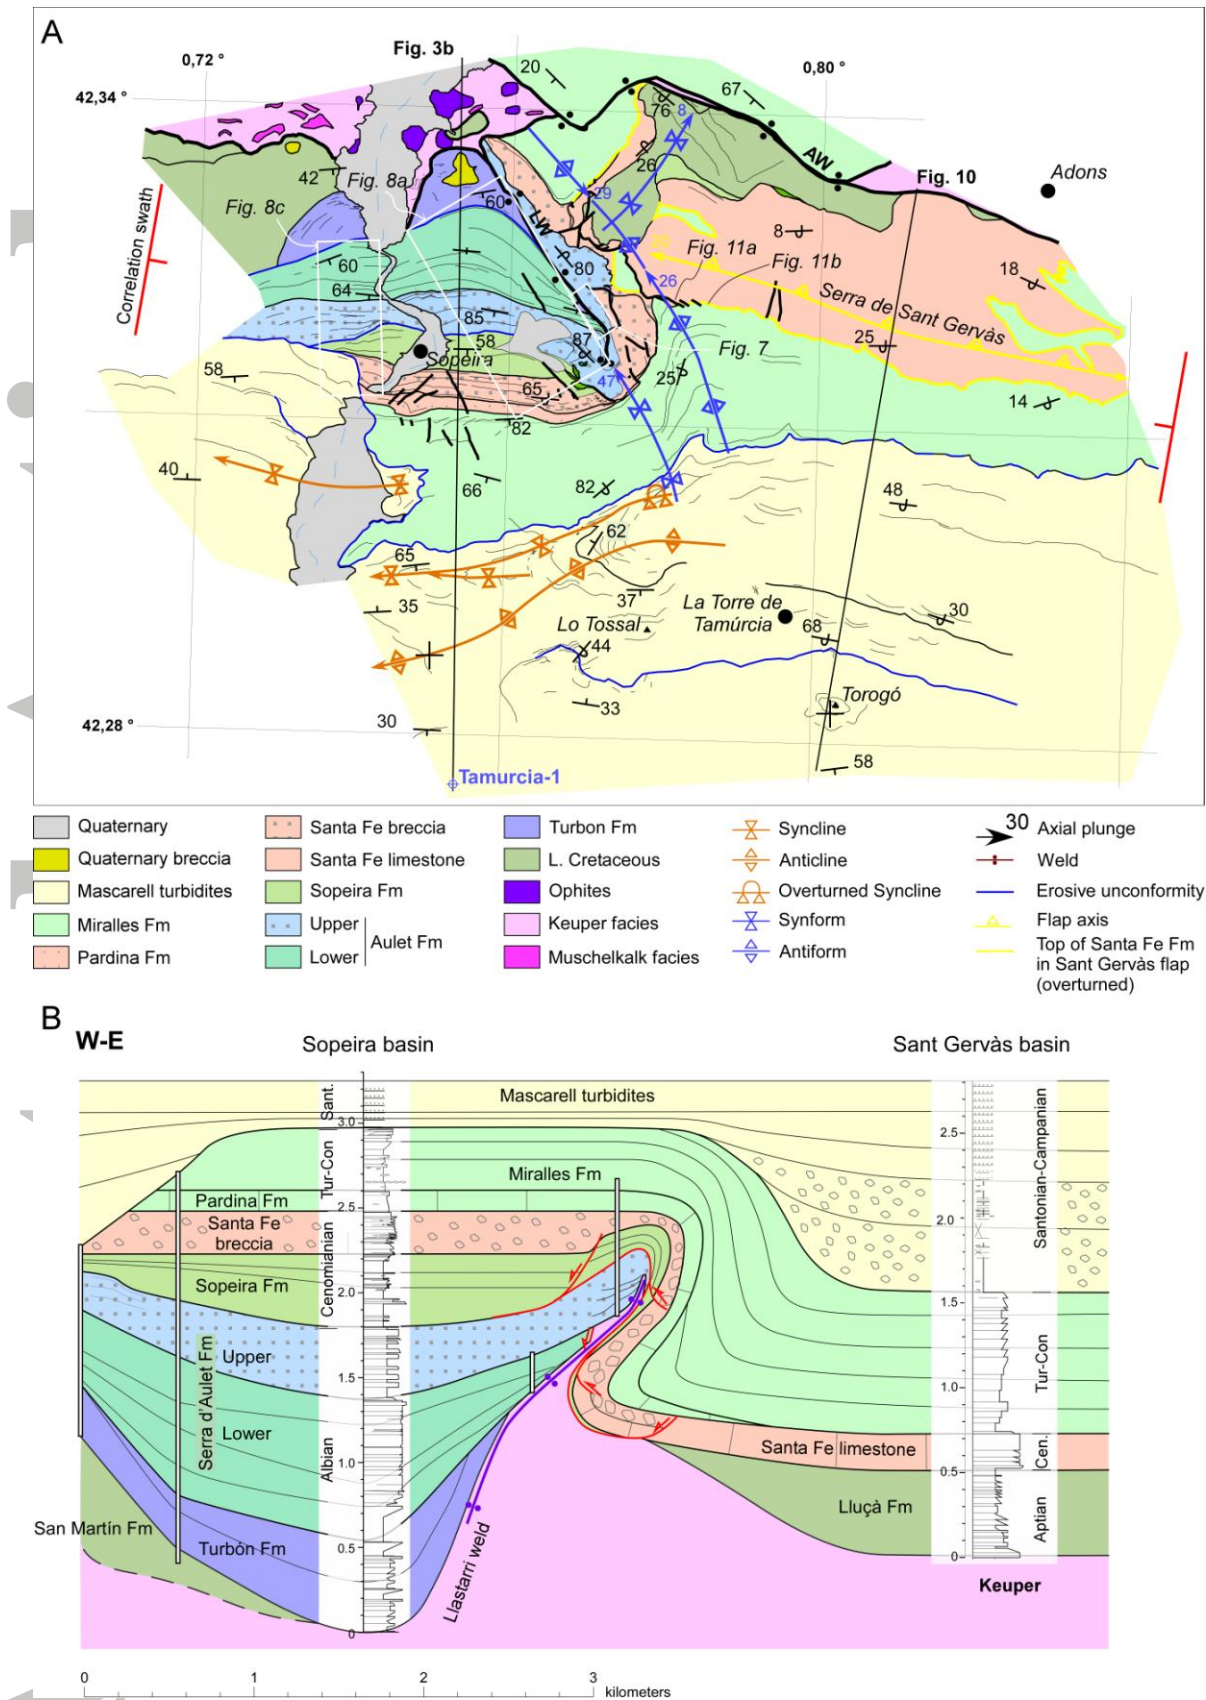 A
Fig. 3b
0,72 °
20
0,80 °
67
42,34 °
76
8
AW
Fig. 10
Adons
42
Fig. 8a
26
29
60
Fig. 8c
LW
8
Fig. 11a
20
Correlation swath
60
80
26
Fig. 11b
18
64
Serra de Sant Gervàs
85
58
87
25
Sopeira
Fig. 7
58
47
25
65
14
82
40
66
82
48
62
65
37
La Torre de
Tamúrcia
30
35
Lo Tossal
68
44
Torogó
33
42,28 °
30
58
Tamurcia-1
Quaternary
Quaternary breccia
Mascarell turbidites
Miralles Fm
Pardina Fm
Santa Fe breccia
Santa Fe limestone
Sopeira Fm
Upper
Aulet Fm
Lower
Turbon Fm
L. Cretaceous
Ophites
Keuper facies
Muschelkalk facies
Syncline
Anticline
Overturned Syncline
Synform
Antiform
30
Axial plunge
Weld
Erosive unconformity
Flap axis
Top of Santa Fe Fm
in Sant Gervàs flap
(overturned)
B
W-E
Sopeira basin
Sant Gervàs basin
Mascarell turbidites
Sant.
3.0
2.5
Miralles Fm
Tur-Con
Santonian-Campanian
Pardina Fm
2.5
Santa Fe
breccia
2.0
Cenomianian
Sopeira Fm
2.0
1.5
Upper
Serra d'Aulet Fm
1.5
Tur-Con
1.0
Lower
Albian
Santa Fe limestone
Cen.
1.0
0.5
San Martín Fm
Lluçà Fm
Aptian
Turbón Fm
0.5
0
Llastarri weld
Keuper
0
0
1
2
3
kilometers